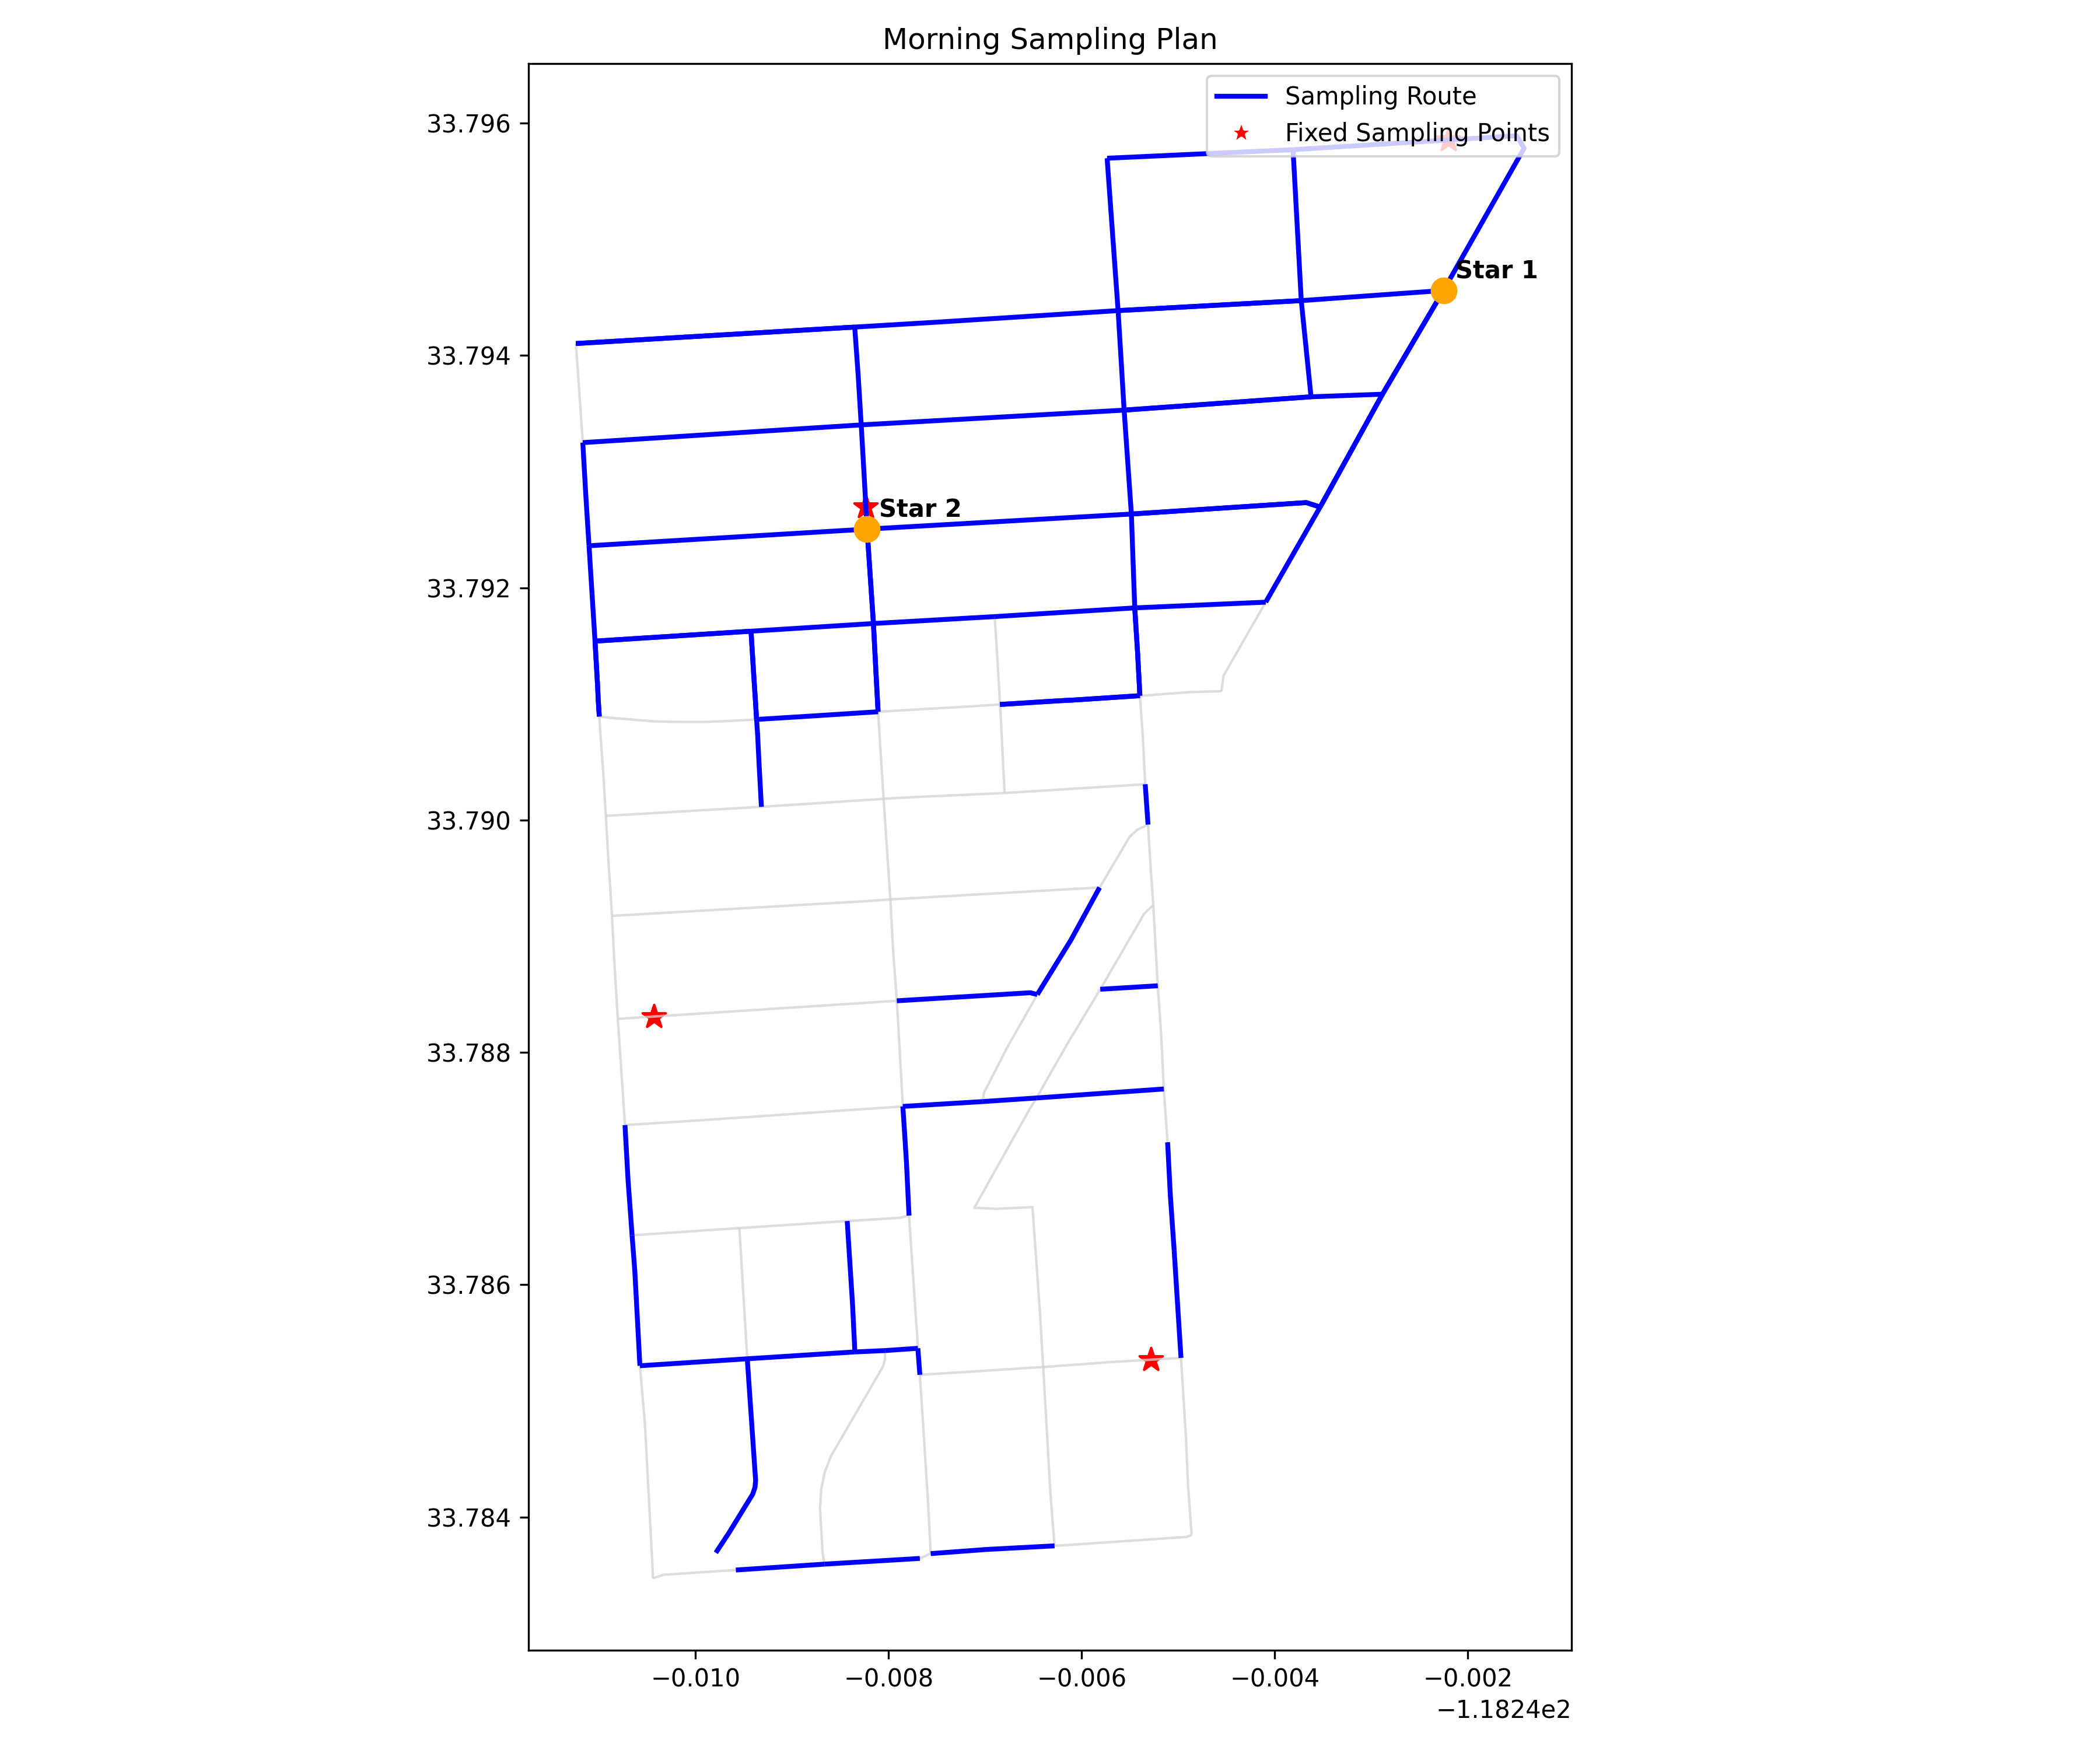 Morning Sampling Plan
Sampling Route
Fixed Sampling Points
Star 1
Star 2
33.796
33.794
33.792
33.790
33.788
33.786
33.784
−0.010 −0.008 −0.006 −0.004 −0.002
−1.1824e2